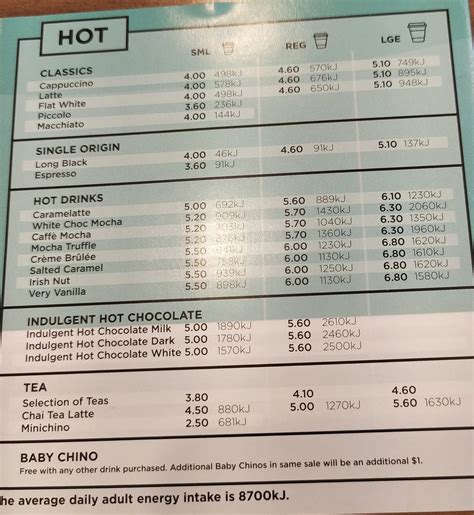 HOT
SML REG LGE
CLASSICS
Cappuccino 4.00 498kJ 4.60 570kJ 5.10 749kJ
Latte 4.00 578kJ 4.60 676kJ 5.10 895kJ
Flat White 4.00 498kJ 4.60 650kJ 5.10 948kJ
Piccolo 3.60 236kJ
Macchiato 4.00 144kJ
SINGLE ORIGIN
Long Black 4.00 46kJ 4.60 91kJ 5.10 137kJ
Espresso 3.60 91kJ
HOT DRINKS
Caramelatte 5.00 692kJ 5.60 889kJ 6.10 1230kJ
White Choc Mocha 5.20 5.70 1430kJ 6.30 2060kJ
Caffè Mocha 5.20 5.70 1040kJ 6.30 1350kJ
Mocha Truffle 5.20 5.70 1360kJ 6.30 1960kJ
Crème Brûlée 5.50 6.00 1230kJ 6.80 1620kJ
Salted Caramel 5.50 6.00 1130kJ 6.80 1610kJ
Irish Nut 5.50 939kJ 6.00 1250kJ 6.80 1620kJ
Very Vanilla 5.50 898kJ 6.00 1130kJ 6.80 1580kJ
INDULGENT HOT CHOCOLATE
Indulgent Hot Chocolate Milk 5.00 1890kJ 5.60 2610kJ
Indulgent Hot Chocolate Dark 5.00 1780kJ 5.60 2460kJ
Indulgent Hot Chocolate White 5.00 1570kJ 5.60 2500kJ
TEA
Selection of Teas 3.80 4.10 4.60
Chai Tea Latte 4.50 880kJ 5.00 1270kJ 5.60 1630kJ
Minichino 2.50 681kJ
BABY CHINO
Free with any other drink purchased. Additional Baby Chinos in same sale will be an additional $1.
he average daily adult energy intake is 8700kJ.